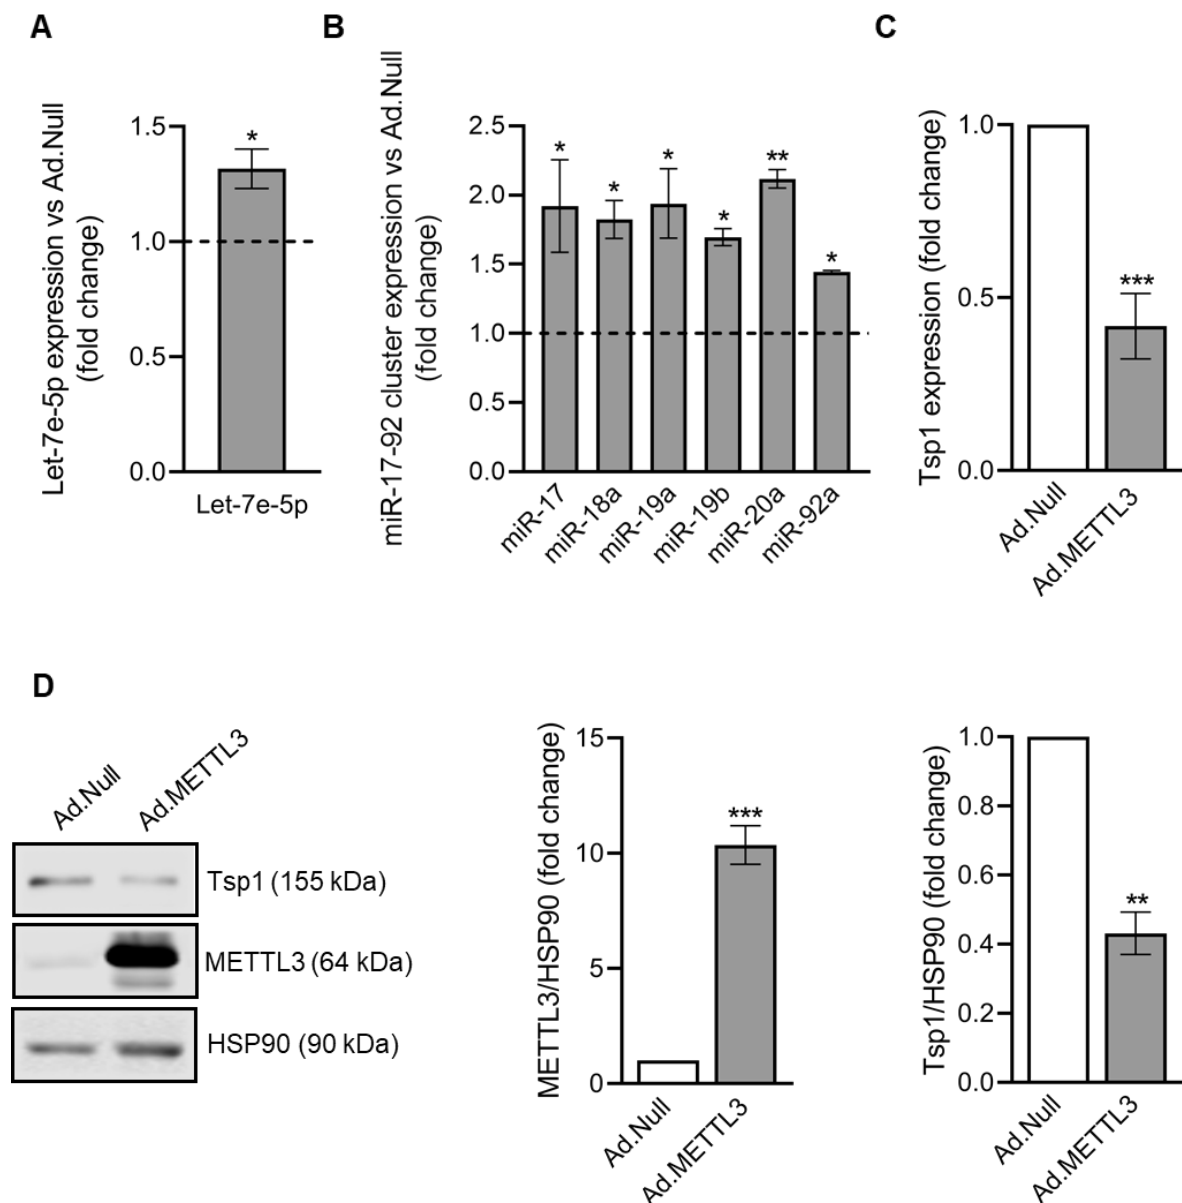 A
Let-7e-5p expression vs Ad.Null
(fold change)
1.5
1.0
0.5
0.0
*
Let-7e-5p
B
miR-17-92 cluster expression vs Ad.Null
(fold change)
2.5
2.0
1.5
1.0
0.5
0.0
*
*
*
*
**
*
miR-17
miR-18a
miR-19a
miR-19b
miR-20a
miR-92a
C
Tsp1 expression (fold change)
1.0
0.5
0.0
***
Ad.Null
Ad.METTL3
D
Ad.Null
Ad.METTL3
Tsp1 (155 kDa)
METTL3 (64 kDa)
HSP90 (90 kDa)
METTL3/HSP90 (fold change)
15
10
5
0
***
Ad.Null
Ad.METTL3
Tsp1/HSP90 (fold change)
1.0
0.8
0.6
0.4
0.2
0.0
**
Ad.Null
Ad.METTL3